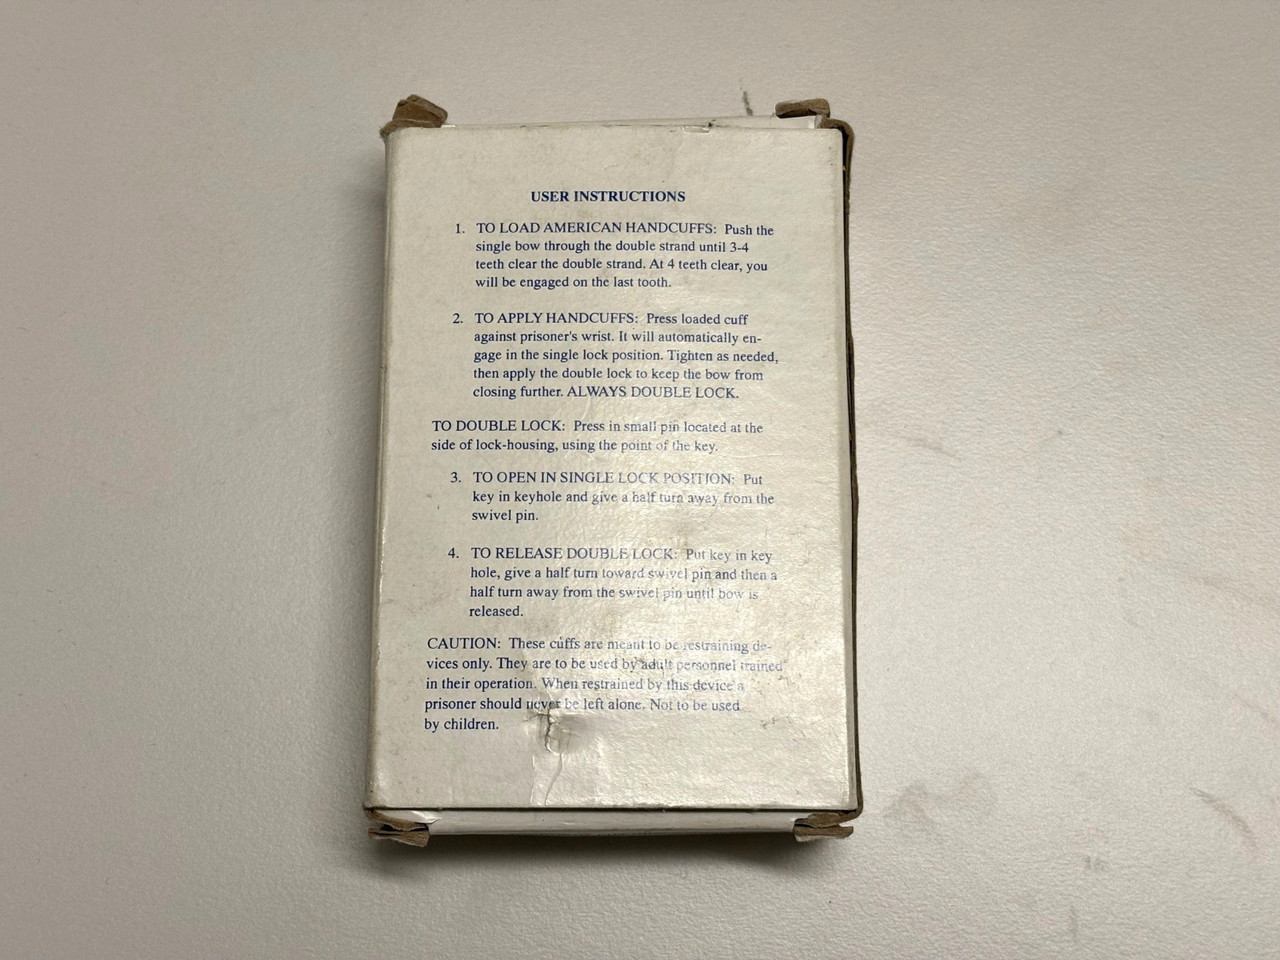 USER INSTRUCTIONS
1. TO LOAD AMERICAN HANDCUFFS: Push the
single bow through the double strand until 3-4
teeth clear the double strand. At 4 teeth clear, you
will be engaged on the last tooth.
2. TO APPLY HANDCUFFS: Press loaded cuff
against prisoner's wrist. It will automatically en-
gage in the single lock position. Tighten as needed,
then apply the double lock to keep the bow from
closing further. ALWAYS DOUBLE LOCK.
TO DOUBLE LOCK: Press in small pin located at the
side of lock-housing, using the point of the key.
3. TO OPEN IN SINGLE LOCK POSITION: Put
key in keyhole and give a half turn away from the
swivel pin.
4. TO RELEASE DOUBLE LOCK: Put key in key
hole, give a half turn toward swivel pin and then a
half turn away from the swivel pin until bow is
released.
CAUTION: These cuffs are meant to be restraining de-
vices only. They are to be used by adult personnel trained
in their operation. When restrained by this device a
prisoner should never be left alone. Not to be used
by children.